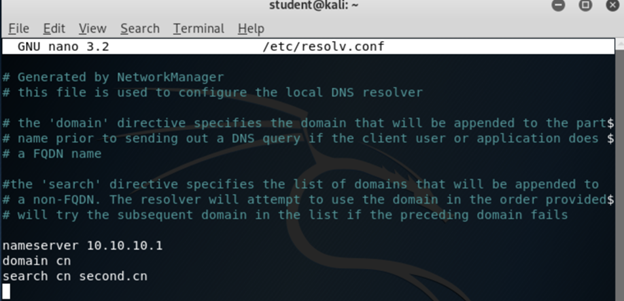 student@kali: ~
File Edit View Search Terminal Help
GNU nano 3.2 /etc/resolv.conf
# Generated by NetworkManager
# this file is used to configure the local DNS resolver
# the 'domain' directive specifies the domain that will be appended to the part$
# name prior to sending out a DNS query if the client user or application does $
# a FQDN name
#the 'search' directive specifies the list of domains that will be appended to
# a non-FQDN. The resolver will attempt to use the domain in the order provided$
# will try the subsequent domain in the list if the preceding domain fails
nameserver 10.10.10.1
domain cn
search cn second.cn